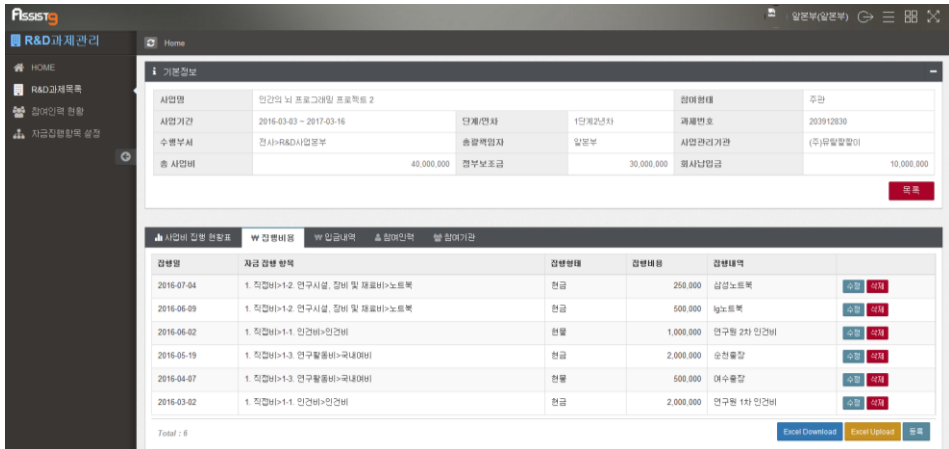 Assist9
알본부(알본부)
R&D과제관리
Home
HOME
R&D과제목록
참여인력 현황
자금집행항목 설정
기본정보
사업명 인간의 뇌 프로그래밍 프로젝트 2 참여형태 주관
사업기간 2016-03-03 ~ 2017-03-16 단계/연차 1단계2년차 과제번호 203912830
수행부서 전사>R&D사업본부 총괄책임자 알본부 사업관리기관
총 사업비 40,000,000 정부보조금 30,000,000 회사납입금 10,000,000
목록
사업비 집행 현황표 ₩ 집행비용 ₩ 입금내역 참여인력 참여기관
집행일 자금 집행 항목 집행형태 집행비용 집행내역
2016-07-04 1. 직접비>1-2. 연구시설, 장비 및 재료비>노트북 현금 250,000 삼성노트북 수정 삭제
2016-06-09 1. 직접비>1-2. 연구시설, 장비 및 재료비>노트북 현금 500,000 lg노트북 수정 삭제
2016-06-02 1. 직접비>1-1. 인건비>인건비 현물 1,000,000 연구원 2차 인건비 수정 삭제
2016-05-19 1. 직접비>1-3. 연구활동비>국내여비 현금 2,000,000 순천출장 수정 삭제
2016-04-07 1. 직접비>1-3. 연구활동비>국내여비 현물 500,000 여수출장 수정 삭제
2016-03-02 1. 직접비>1-1. 인건비>인건비 현금 2,000,000 연구원 1차 인건비 수정 삭제
Total : 6 Excel Download Excel Upload 등록